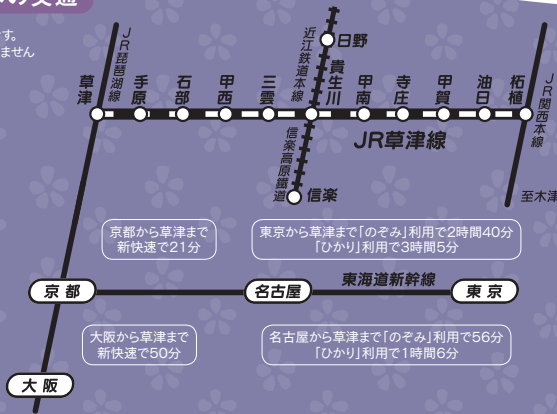 の交通
す。
ません
JR琵琶湖線
近江鉄道本線
日野
草津
手原
石部
甲西
三雲
貴生川
甲南
寺庄
甲賀
油日
柘植
JR関西本線
JR草津線
信楽高原鐵道
信楽
至木津
京都から草津まで
新快速で21分
東京から草津まで「のぞみ」利用で2時間40分
「ひかり」利用で3時間5分
京都
名古屋
東海道新幹線
東京
大阪から草津まで
新快速で50分
名古屋から草津まで「のぞみ」利用で56分
「ひかり」利用で1時間6分
大阪